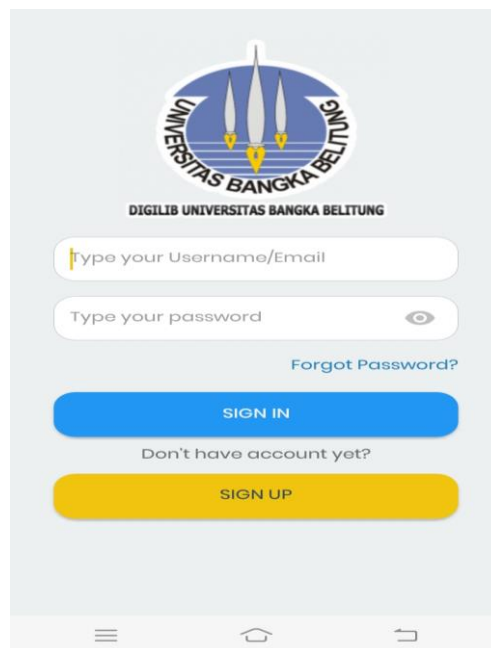 UNIVERSITAS BANGKA BELITUNG
DIGILIB UNIVERSITAS BANGKA BELITUNG
Type your Username/Email
Type your password
Forgot Password?
SIGN IN
Don't have account yet?
SIGN UP